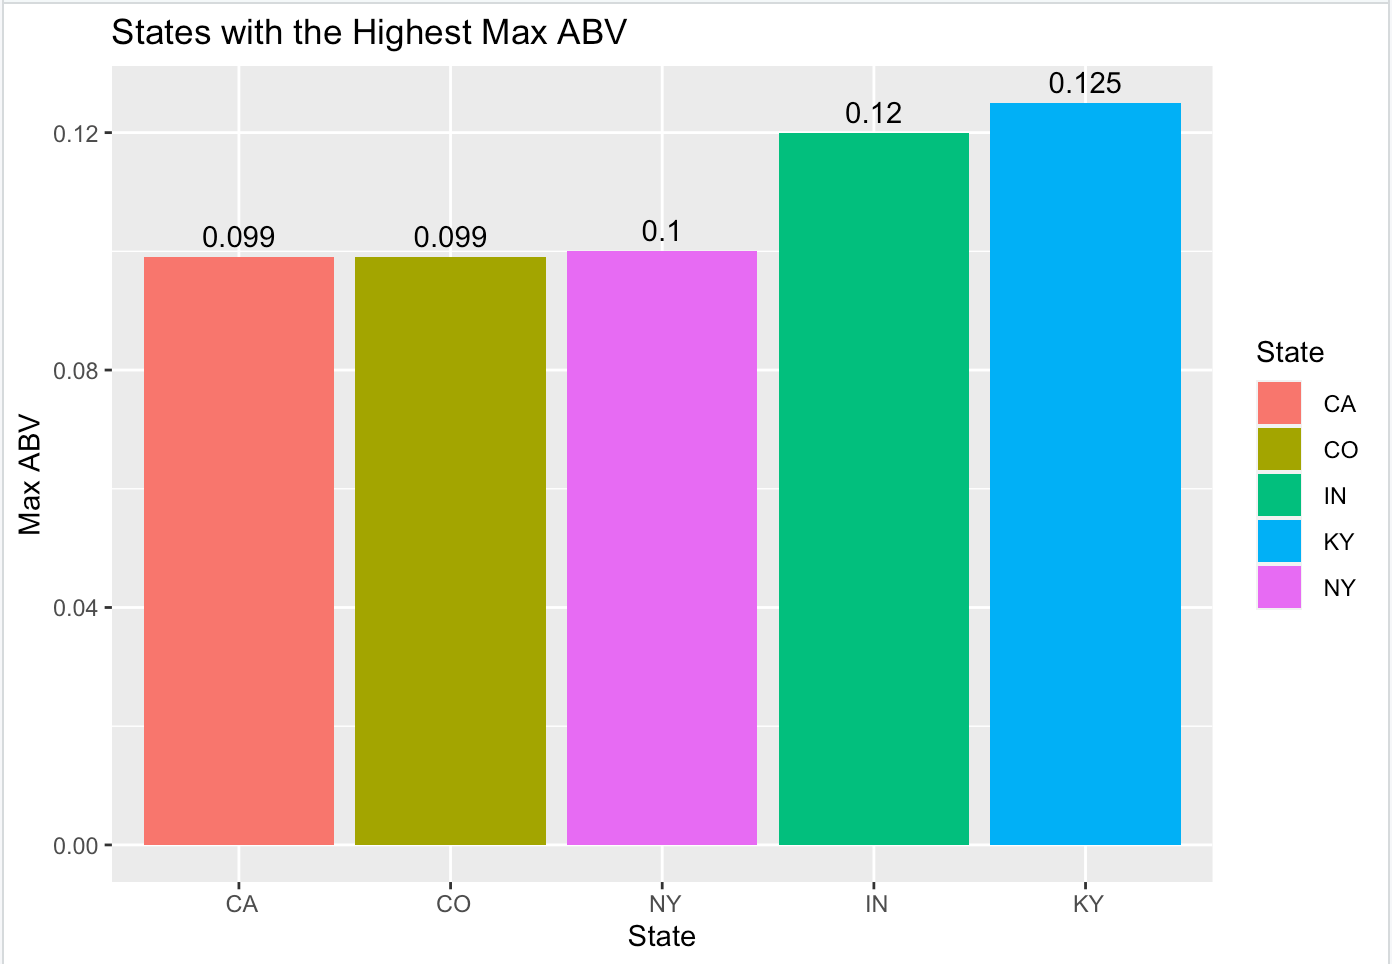 States with the Highest Max ABV
0.125
0.12
0.12
0.099
0.099
0.1
0.08
0.04
0.00
Max ABV
CA
CO
NY
IN
KY
State
State
CA
CO
IN
KY
NY